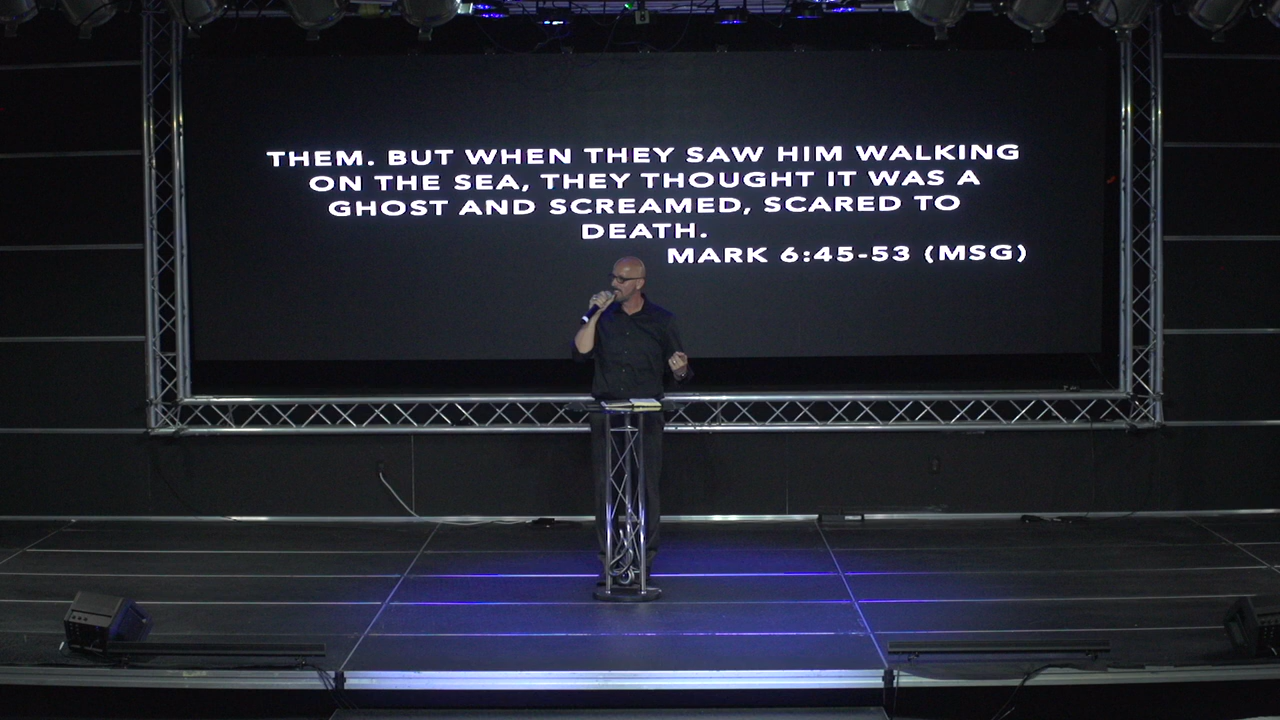 THEM. BUT WHEN THEY SAW HIM WALKING
ON THE SEA, THEY THOUGHT IT WAS A
GHOST AND SCREAMED, SCARED TO
DEATH.
MARK 6:45-53 (MSG)